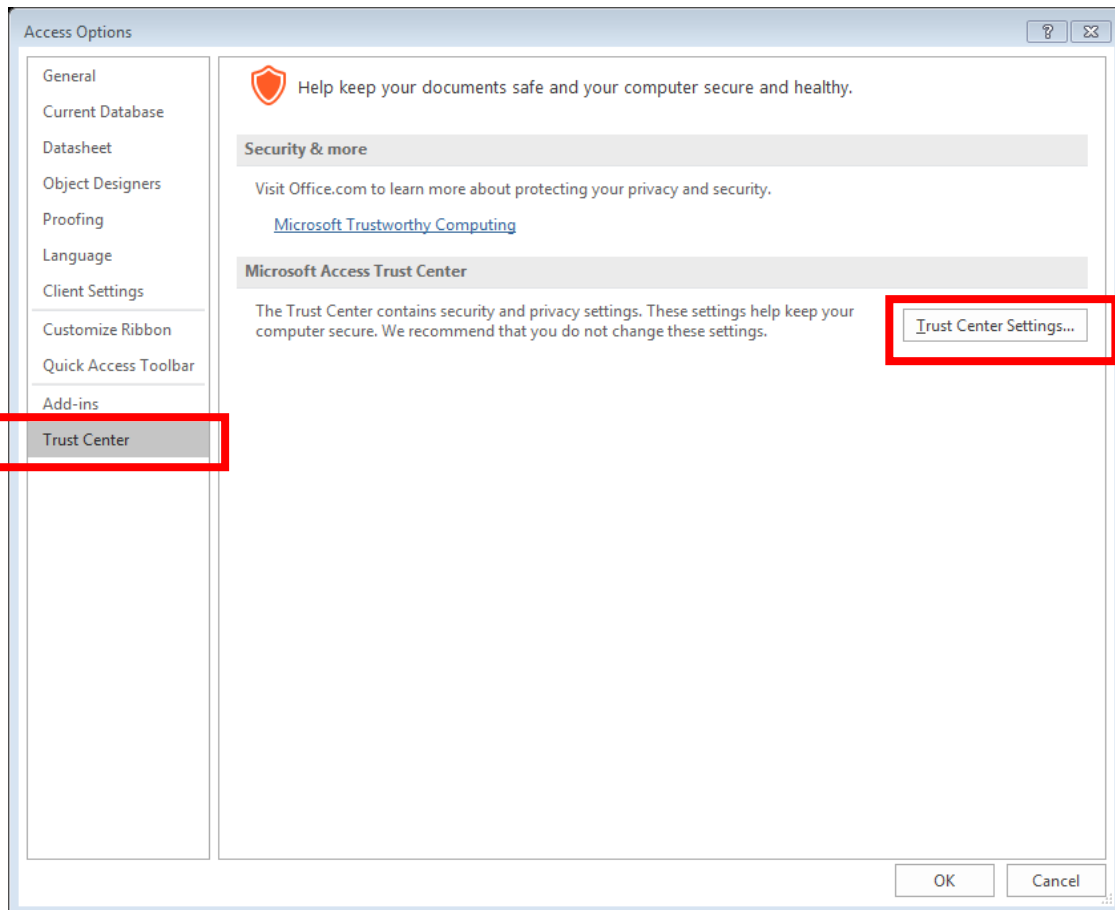 Access Options
General
Current Database
Datasheet
Object Designers
Proofing
Language
Client Settings
Customize Ribbon
Quick Access Toolbar
Add-ins
Trust Center
Help keep your documents safe and your computer secure and healthy.
Security & more
Visit Office.com to learn more about protecting your privacy and security.
Microsoft Trustworthy Computing
Microsoft Access Trust Center
The Trust Center contains security and privacy settings. These settings help keep your
computer secure. We recommend that you do not change these settings.
Trust Center Settings...
OK
Cancel